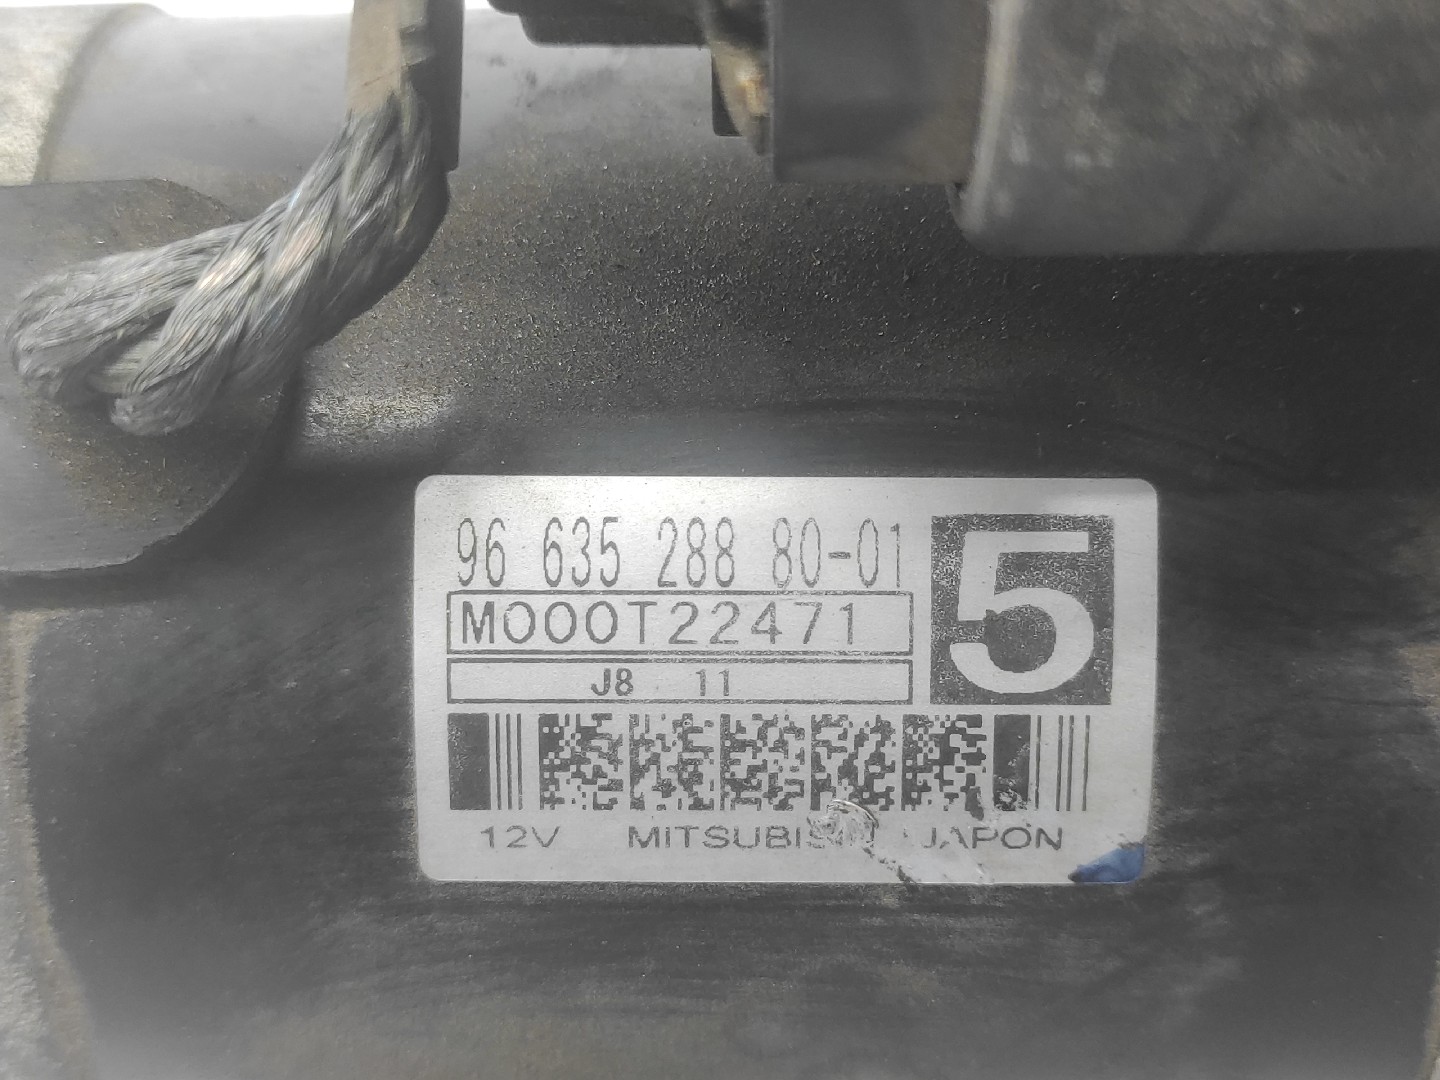 96 635 288 80-01
5
M000T22471
J8 11
12V MITSUBISHI JAPON